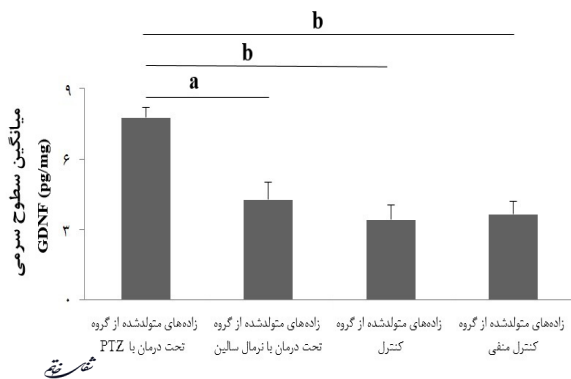 b
b
a
میانگین سطوح سرمی
GDNF (pg/mg)
۹
۶
۳
۰
زاده‌های متولدشده از گروه
تحت درمان با PTZ
زاده‌های متولدشده از گروه
تحت درمان با نرمال سالین
زاده‌های متولدشده از گروه
کنترل
زاده‌های متولدشده از گروه
کنترل منفی
شفای خاتم